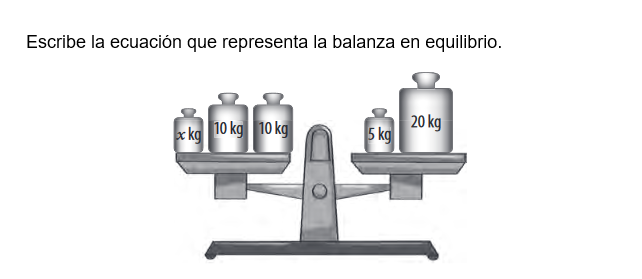 Escribe la ecuación que representa la balanza en equilibrio.
x kg 10 kg 10 kg 5 kg 20 kg